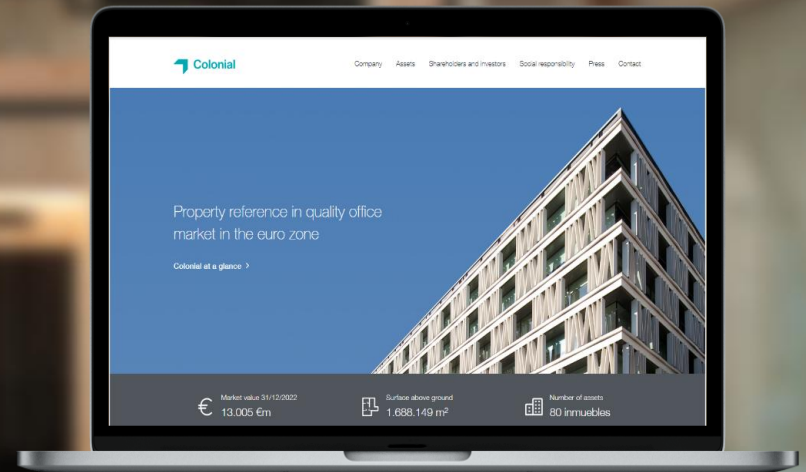 Colonial
Company Assets Shareholders and investors Social responsibility Press Contact
Property reference in quality office
market in the euro zone
Colonial at a glance >
Market value 31/12/2022
13.005 €m
Surface above ground
1.688.149 m²
Number of assets
80 inmuebles